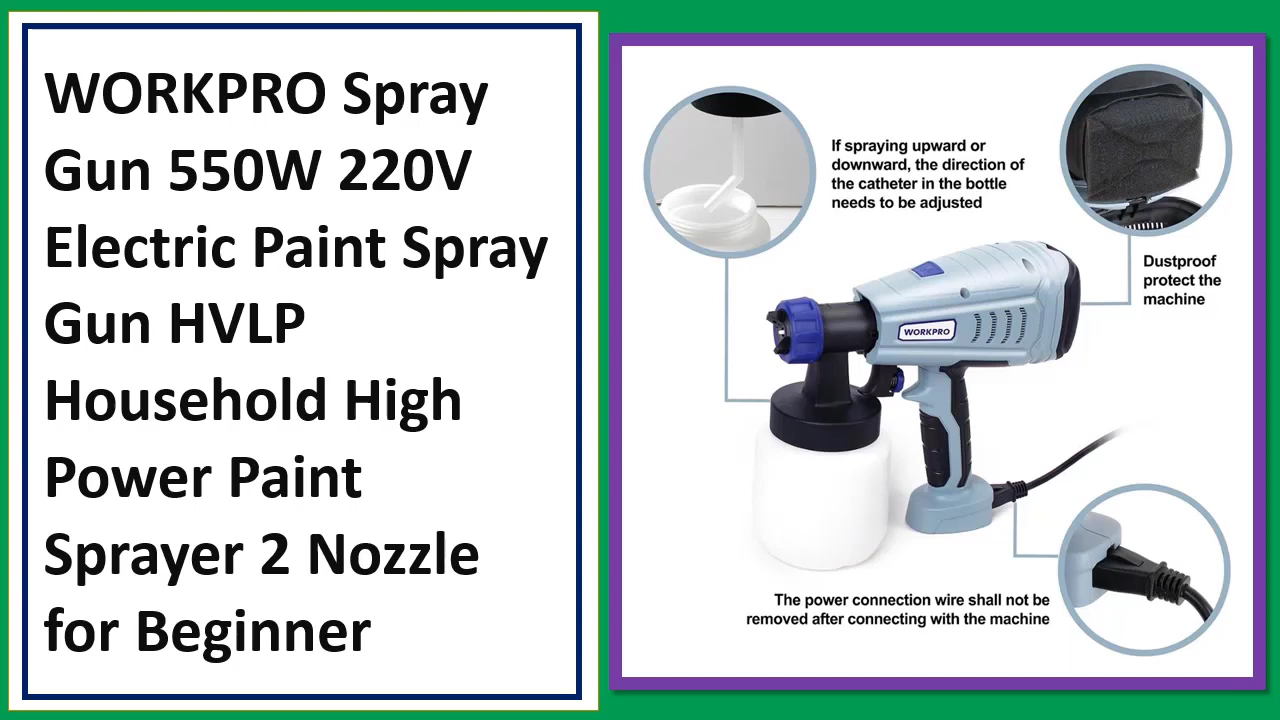 WORKPRO Spray
Gun 550W 220V
Electric Paint Spray
Gun HVLP
Household High
Power Paint
Sprayer 2 Nozzle
for Beginner
If spraying upward or
downward, the direction of
the catheter in the bottle
needs to be adjusted
Dustproof
protect the
machine
WORKPRO
The power connection wire shall not be
removed after connecting with the machine